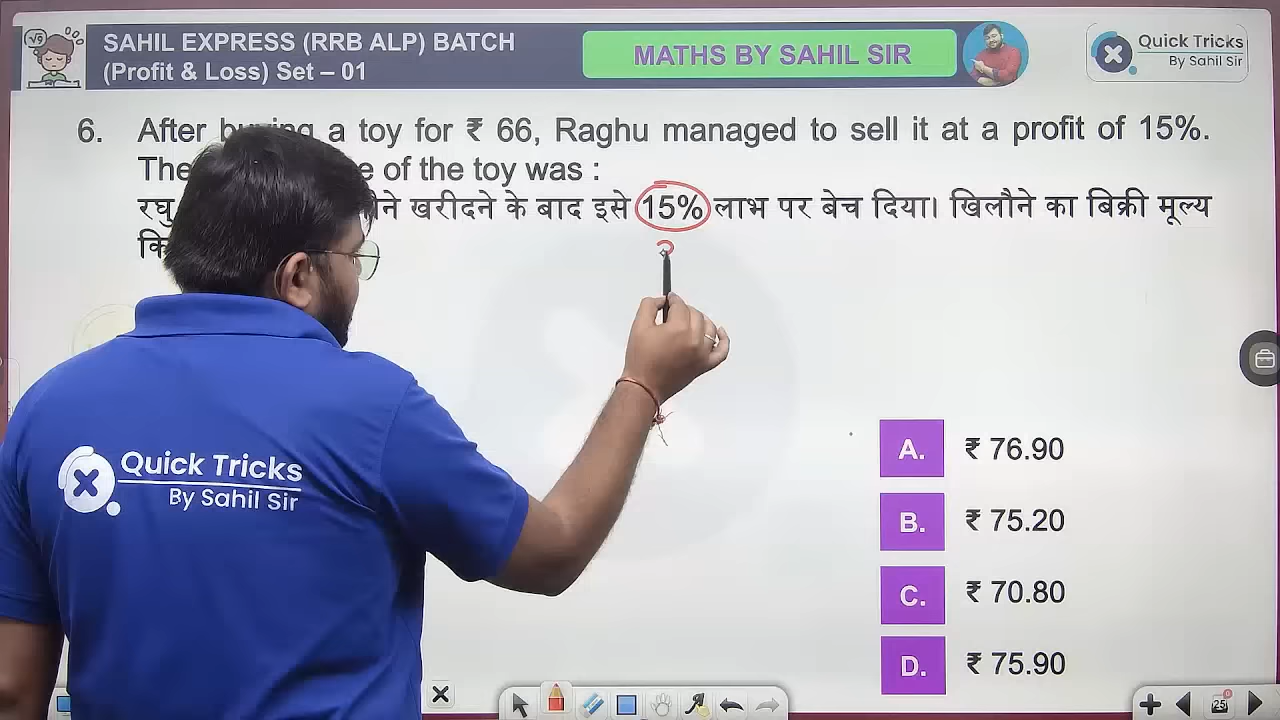 SAHIL EXPRESS (RRB ALP) BATCH
(Profit & Loss) Set – 01
MATHS BY SAHIL SIR
Quick Tricks
By Sahil Sir
6. After buying a toy for ₹ 66, Raghu managed to sell it at a profit of 15%.
The of the toy was :
रघु खरीदने के बाद इसे 15% लाभ पर बेच दिया। खिलौने का बिक्री मूल्य
Quick Tricks
By Sahil Sir
A. ₹ 76.90
B. ₹ 75.20
C. ₹ 70.80
D. ₹ 75.90
25